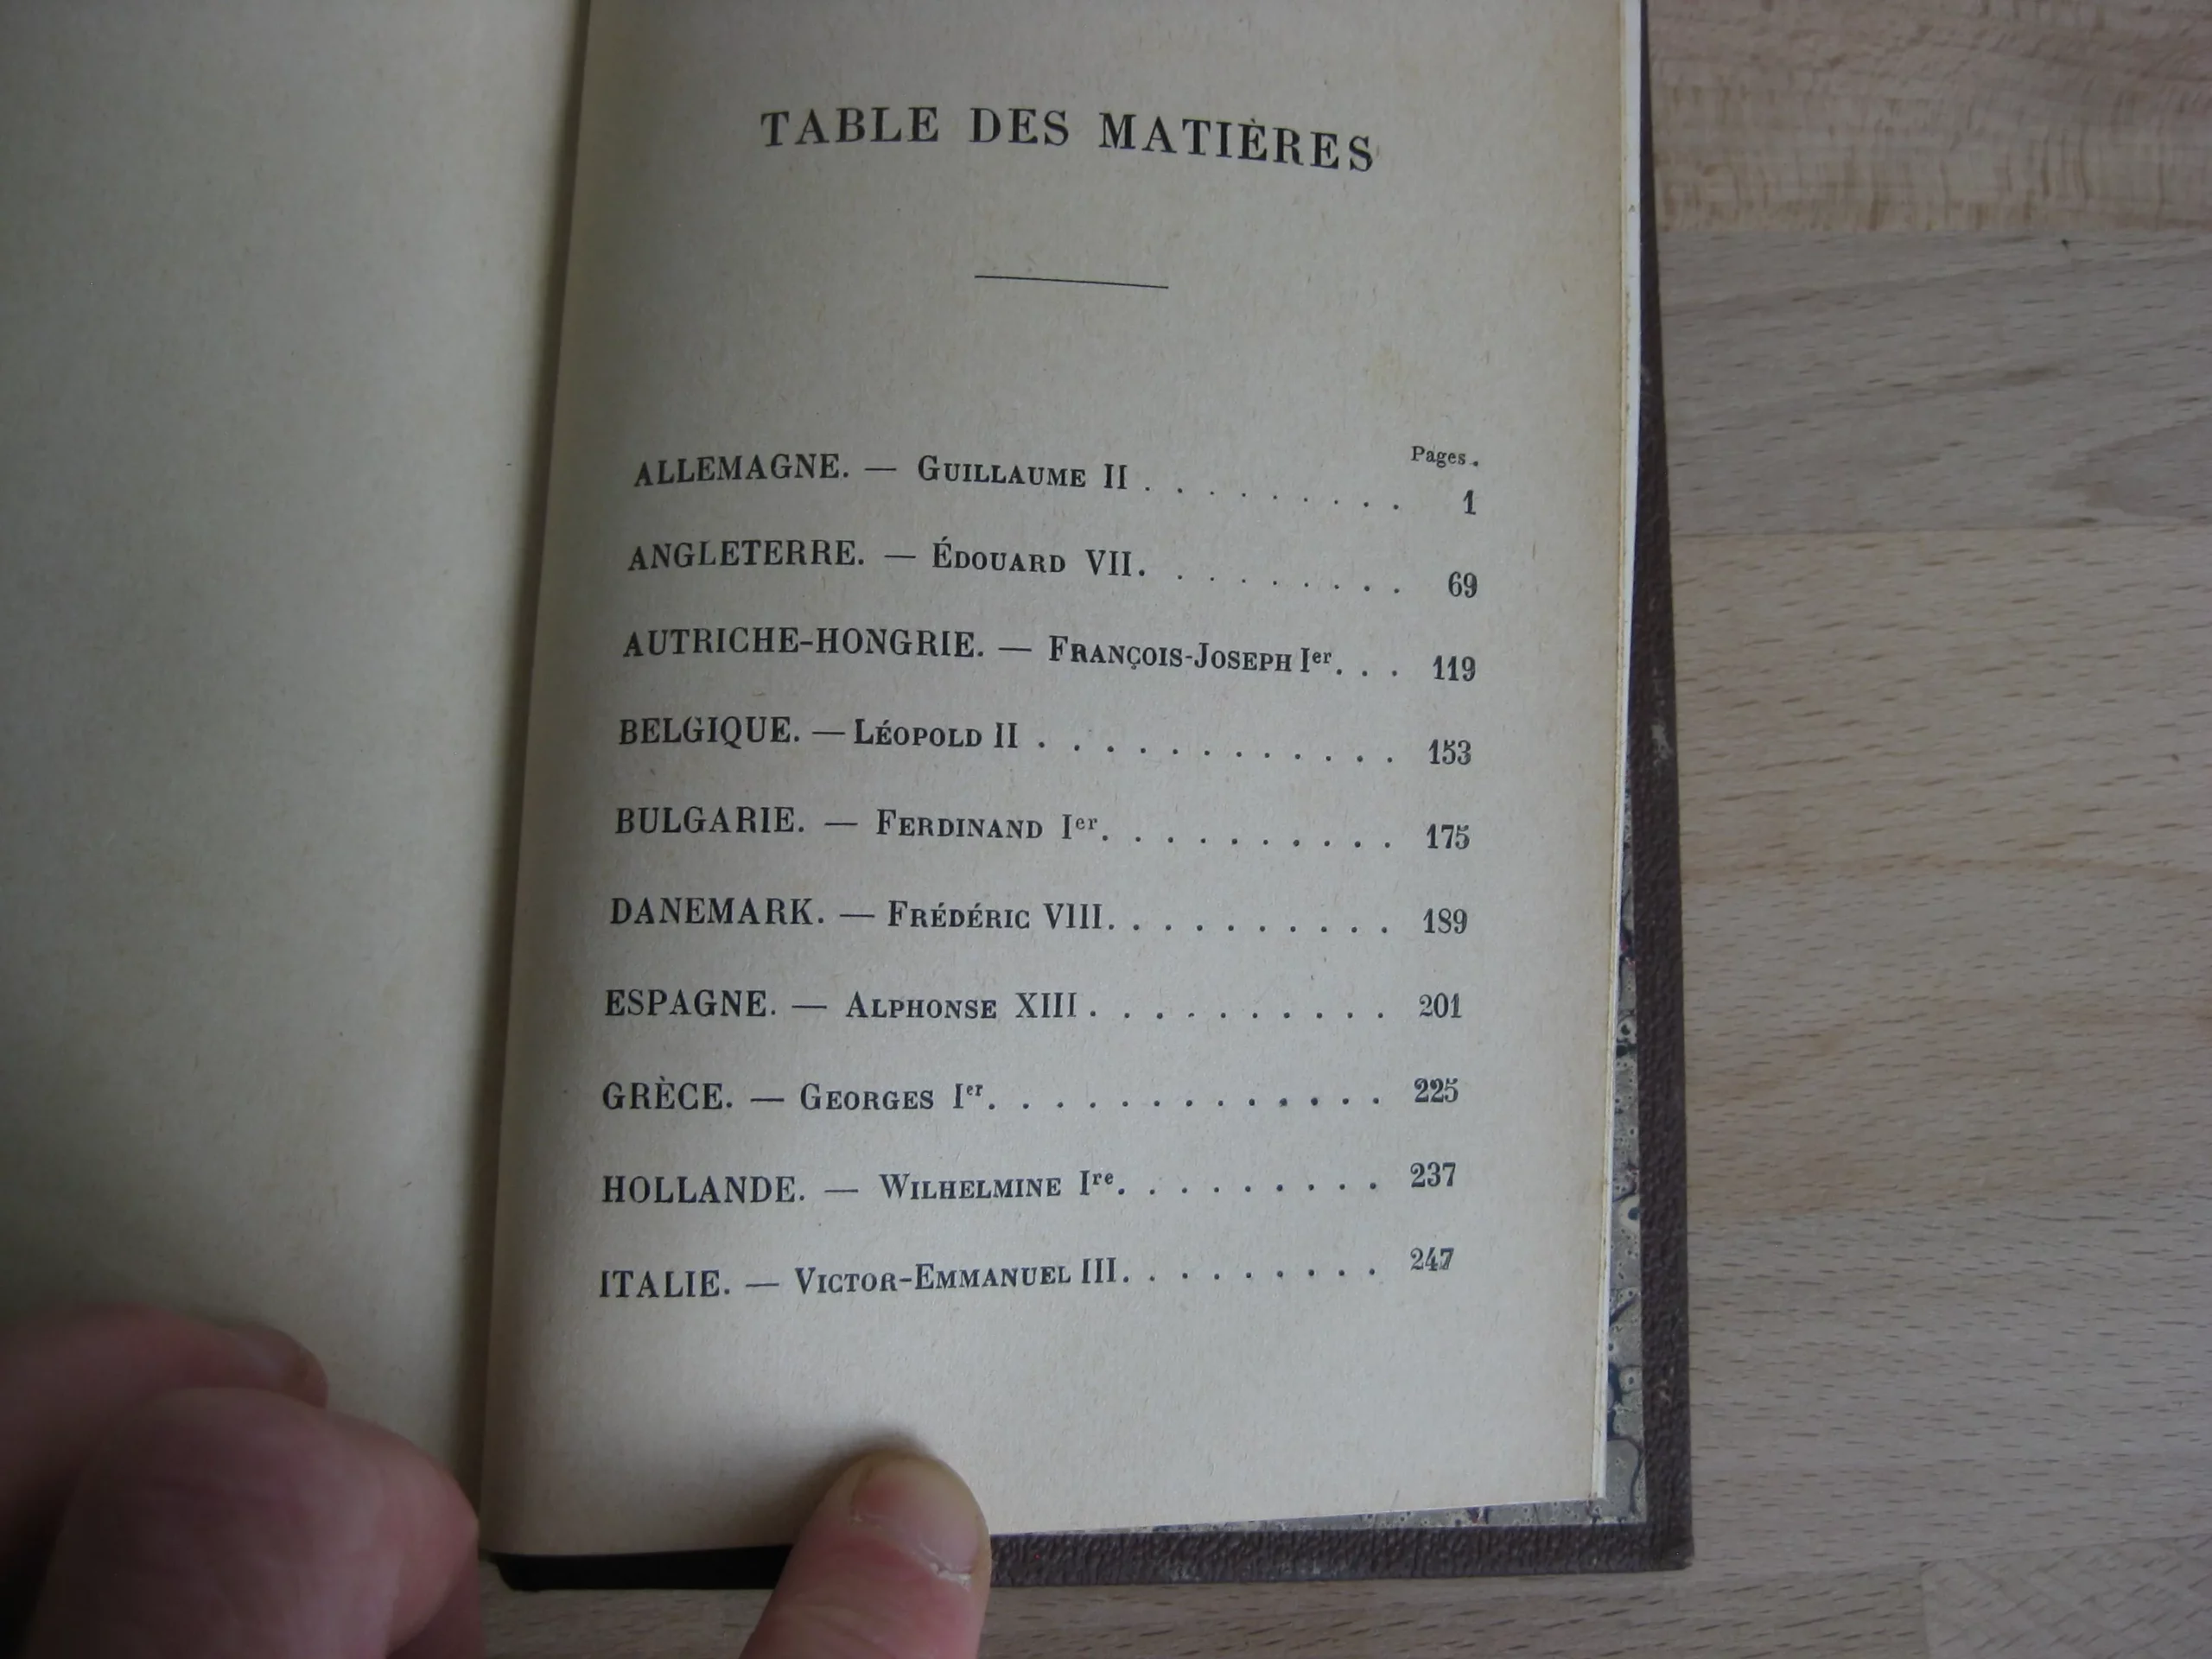 TABLE DES MATIÈRES
Pages.
ALLEMAGNE. — GUILLAUME II . . . . . . . . . 1
ANGLETERRE. — ÉDOUARD VII. . . . . . . . . 69
AUTRICHE-HONGRIE. — FRANÇOIS-JOSEPH Ier. . . 119
BELGIQUE. — LÉOPOLD II . . . . . . . . . . . . 153
BULGARIE. — FERDINAND Ier. . . . . . . . . . 175
DANEMARK. — FRÉDÉRIC VIII. . . . . . . . . . 189
ESPAGNE. — ALPHONSE XIII . . . . . . . . . . 201
GRÈCE. — GEORGES Ier. . . . . . . . . . . . . 225
HOLLANDE. — WILHELMINE Ire. . . . . . . . . 237
ITALIE. — VICTOR-EMMANUEL III. . . . . . . . . 247